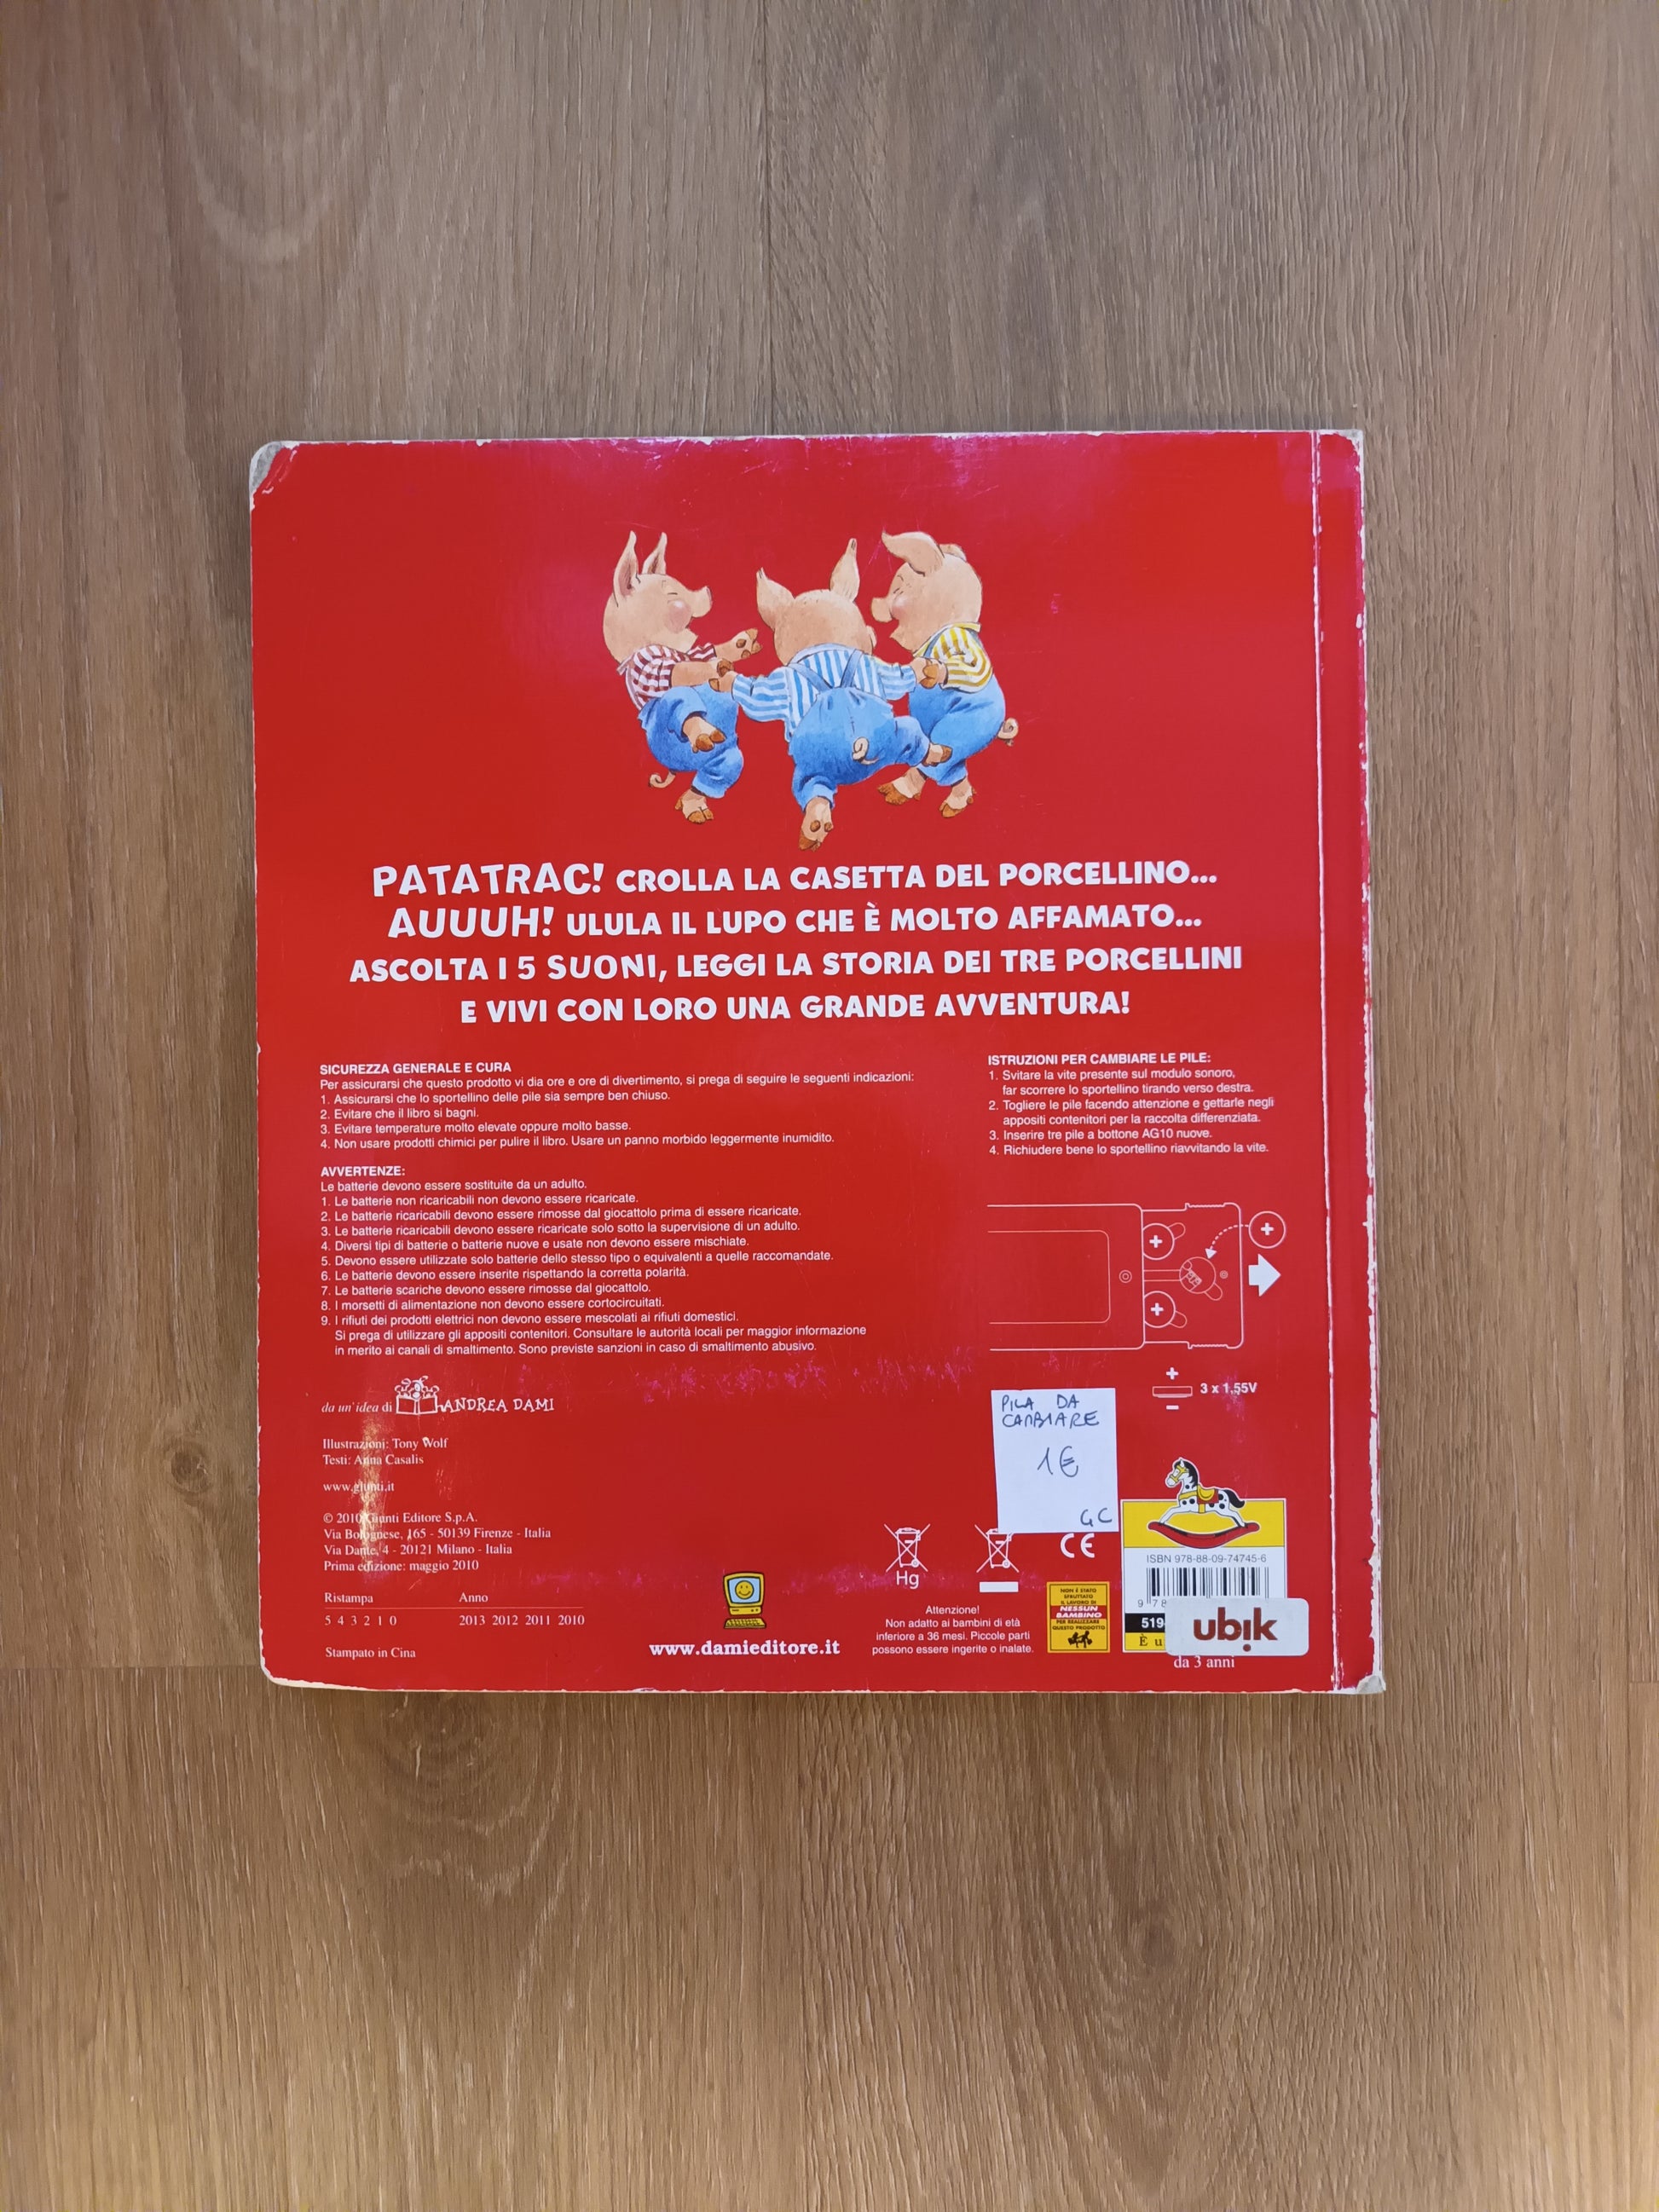 PATATRAC! CROLLA LA CASETTA DEL PORCELLINO...
AUUUH! ULULA IL LUPO CHE È MOLTO AFFAMATO...
ASCOLTA I 5 SUONI, LEGGI LA STORIA DEI TRE PORCELLINI
E VIVI CON LORO UNA GRANDE AVVENTURA!
SICUREZZA GENERALE E CURA
Per assicurarsi che questo prodotto vi dia ore e ore di divertimento, si prega di seguire le seguenti indicazioni:
1. Assicurarsi che lo sportellino delle pile sia sempre ben chiuso.
2. Evitare che il libro si bagni.
3. Evitare temperature molto elevate oppure molto basse.
4. Non usare prodotti chimici per pulire il libro. Usare un panno morbido leggermente inumidito.
AVVERTENZE:
Le batterie devono essere sostituite da un adulto.
1. Le batterie non ricaricabili non devono essere ricaricate.
2. Le batterie ricaricabili devono essere rimosse dal giocattolo prima di essere ricaricate.
3. Le batterie ricaricabili devono essere ricaricate solo sotto la supervisione di un adulto.
4. Diversi tipi di batterie o batterie nuove e usate non devono essere mischiate.
5. Devono essere utilizzate solo batterie dello stesso tipo o equivalenti a quelle raccomandate.
6. Le batterie devono essere inserite rispettando la corretta polarità.
7. Le batterie scariche devono essere rimosse dal giocattolo.
8. I morsetti di alimentazione non devono essere cortocircuitati.
9. I rifiuti dei prodotti elettrici non devono essere mescolati ai rifiuti domestici.
Si prega di utilizzare gli appositi contenitori. Consultare le autorità locali per maggior informazione
in merito ai canali di smaltimento. Sono previste sanzioni in caso di smaltimento abusivo.
ISTRUZIONI PER CAMBIARE LE PILE:
1. Svitare la vite presente sul modulo sonoro,
far scorrere lo sportellino tirando verso destra.
2. Togliere le pile facendo attenzione e gettarle negli
appositi contenitori per la raccolta differenziata.
3. Inserire tre pile a bottone AG10 nuove.
4. Richiudere bene lo sportellino riavvitando la vite.
+
+
+
+
3 x 1,55V
–
da un'idea di ANDREA DAMI
Illustrazioni: Tony Wolf
Testi: Anna Casalis
www.giunti.it
© 2010 Giunti Editore S.p.A.
Via Bolognese, 165 - 50139 Firenze - Italia
Via Dante, 4 - 20121 Milano - Italia
Prima edizione: maggio 2010
Ristampa Anno
5 4 3 2 1 0 2013 2012 2011 2010
Stampato in Cina
www.damieditore.it
PILA DA
CAMBIARE
1€
GC
Hg
CE
Attenzione!
Non adatto ai bambini di età
inferiore a 36 mesi. Piccole parti
possono essere ingerite o inalate.
NON È STATO
SFRUTTATO
IL LAVORO DI
NESSUN
BAMBINO
PER REALIZZARE
QUESTO PRODOTTO
ISBN 978-88-09-74745-6
9 78
519
È u
ubik
da 3 anni